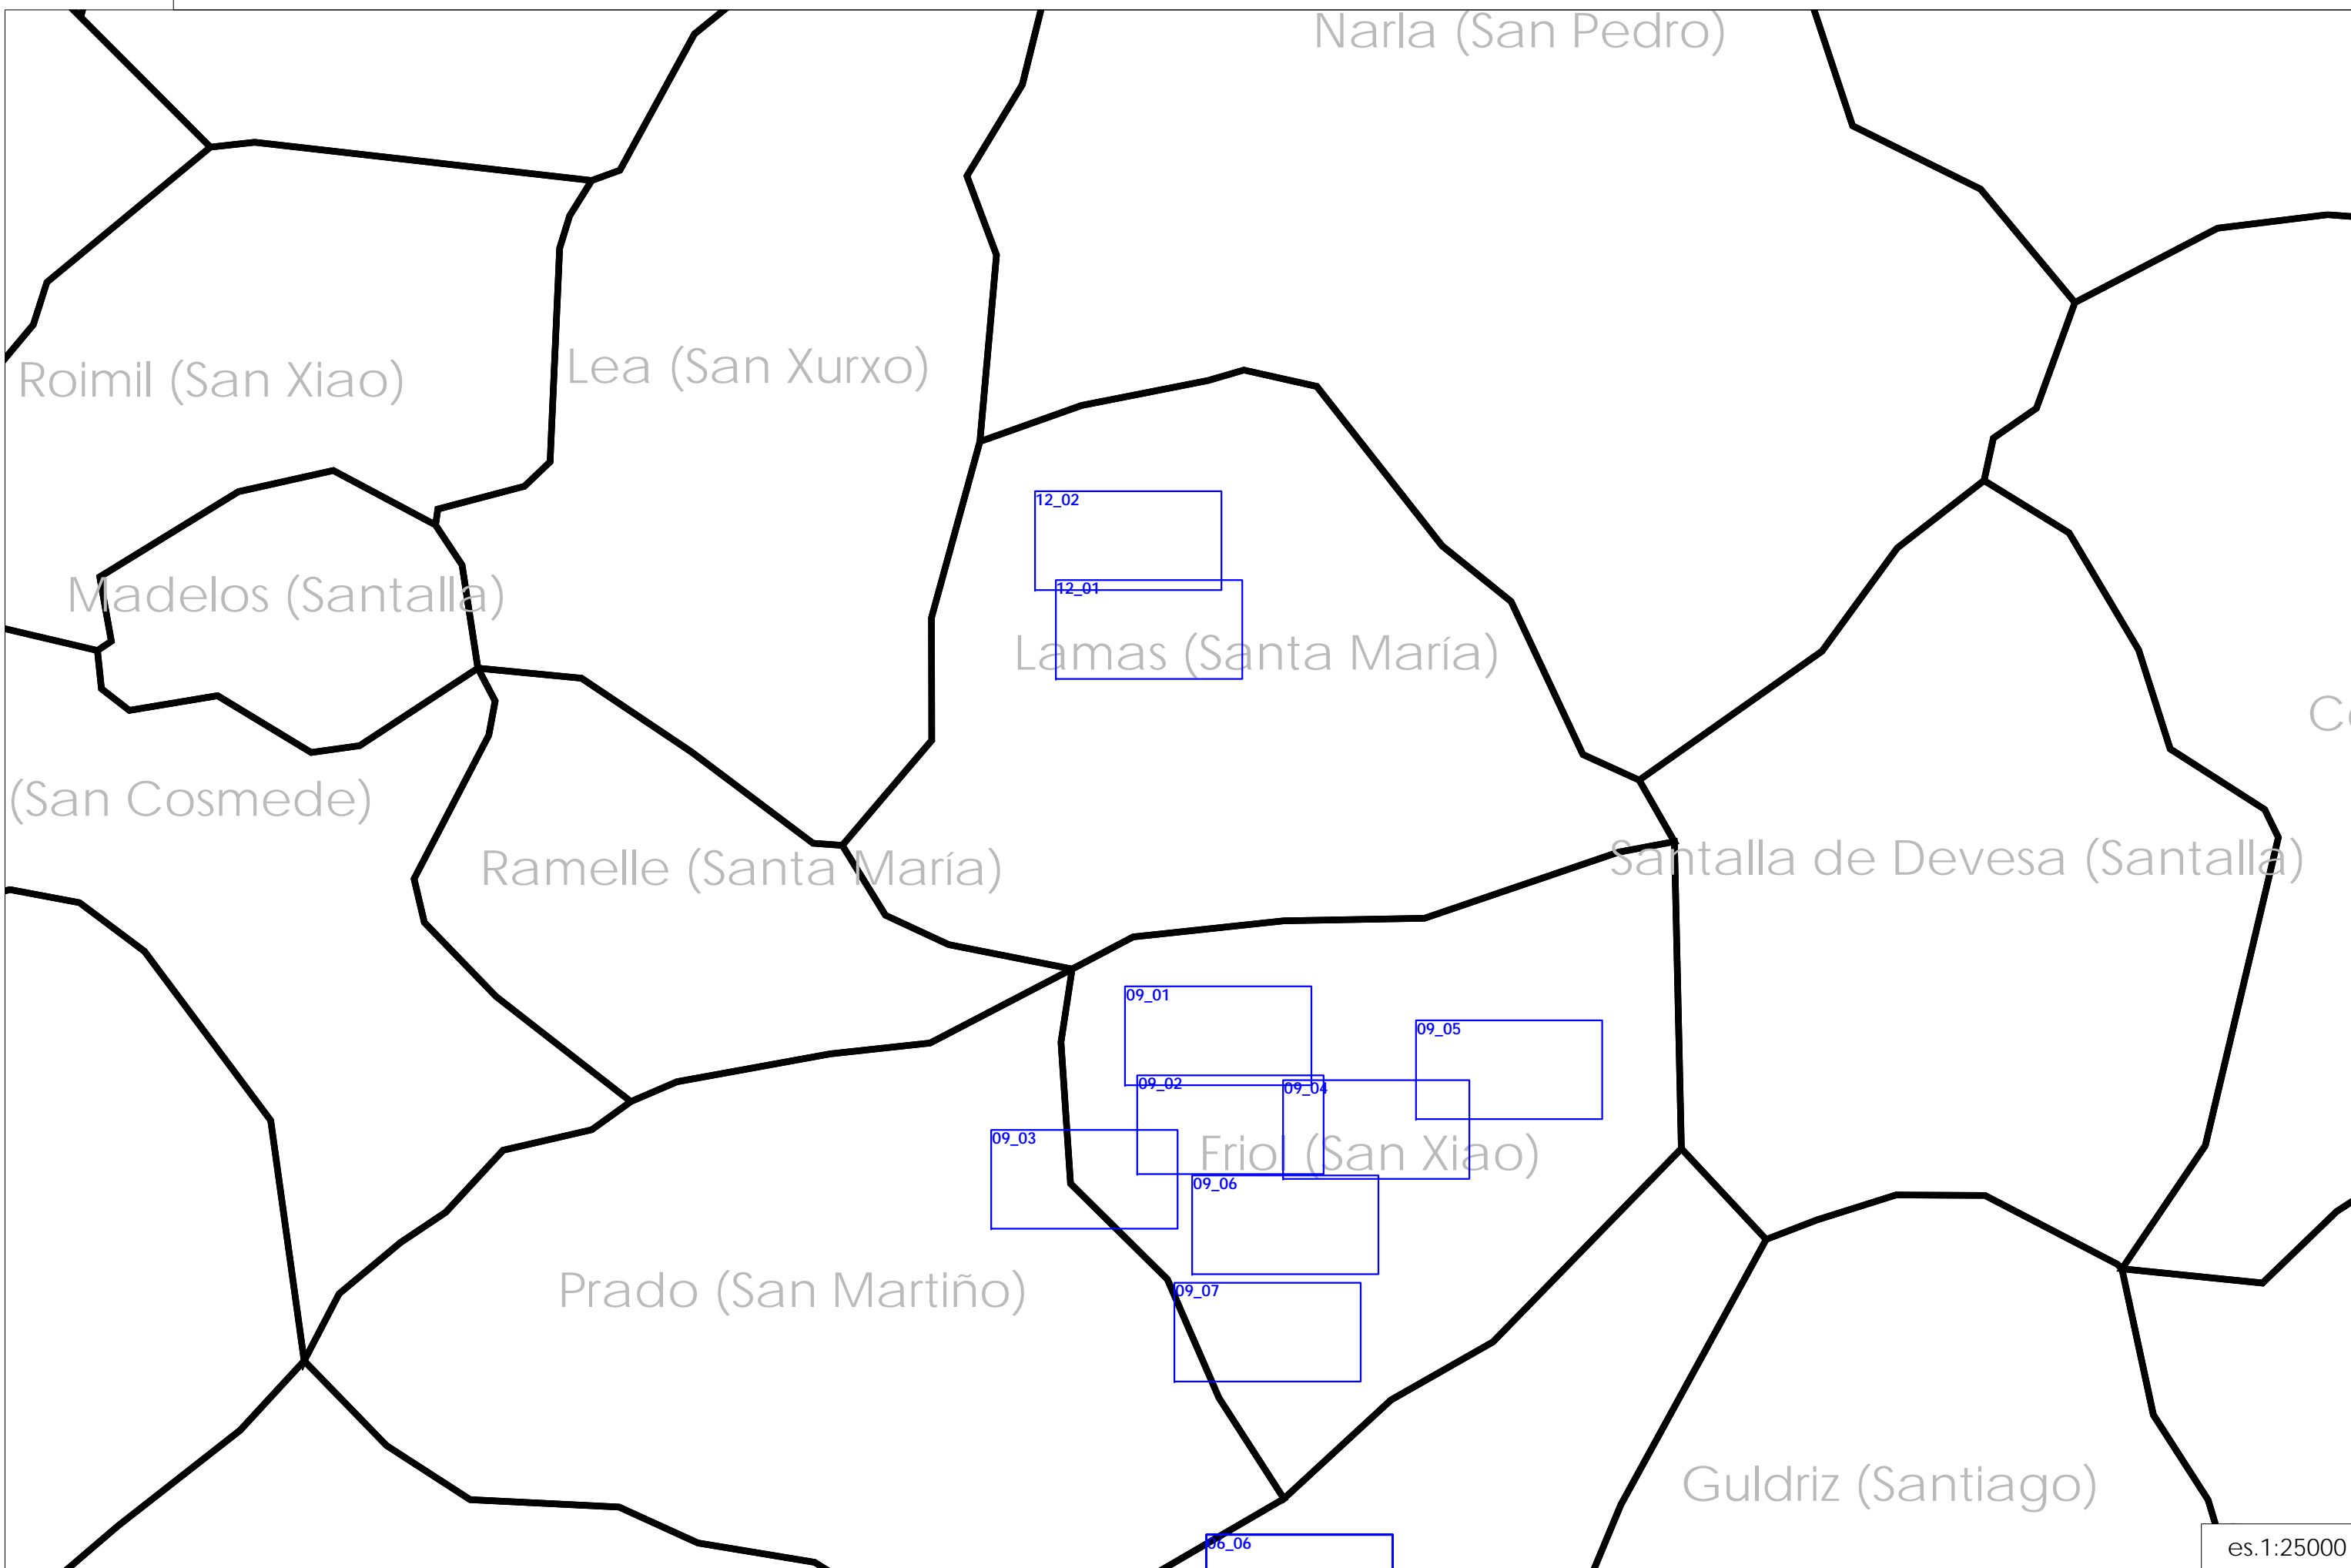 Narla (San Pedro)
Lea (San Xurxo)
Roimil (San Xiao)
12_02
12_01
Madelos (Santalla)
Lamas (Santa María)
(San Cosmede)
Ramelle (Santa María)
Santalla de Devesa (Santalla)
09_01
09_05
09_02
09_04
09_03
Friol (San Xiao)
09_06
09_07
Prado (San Martiño)
Guldriz (Santiago)
06_06
es.1:25000